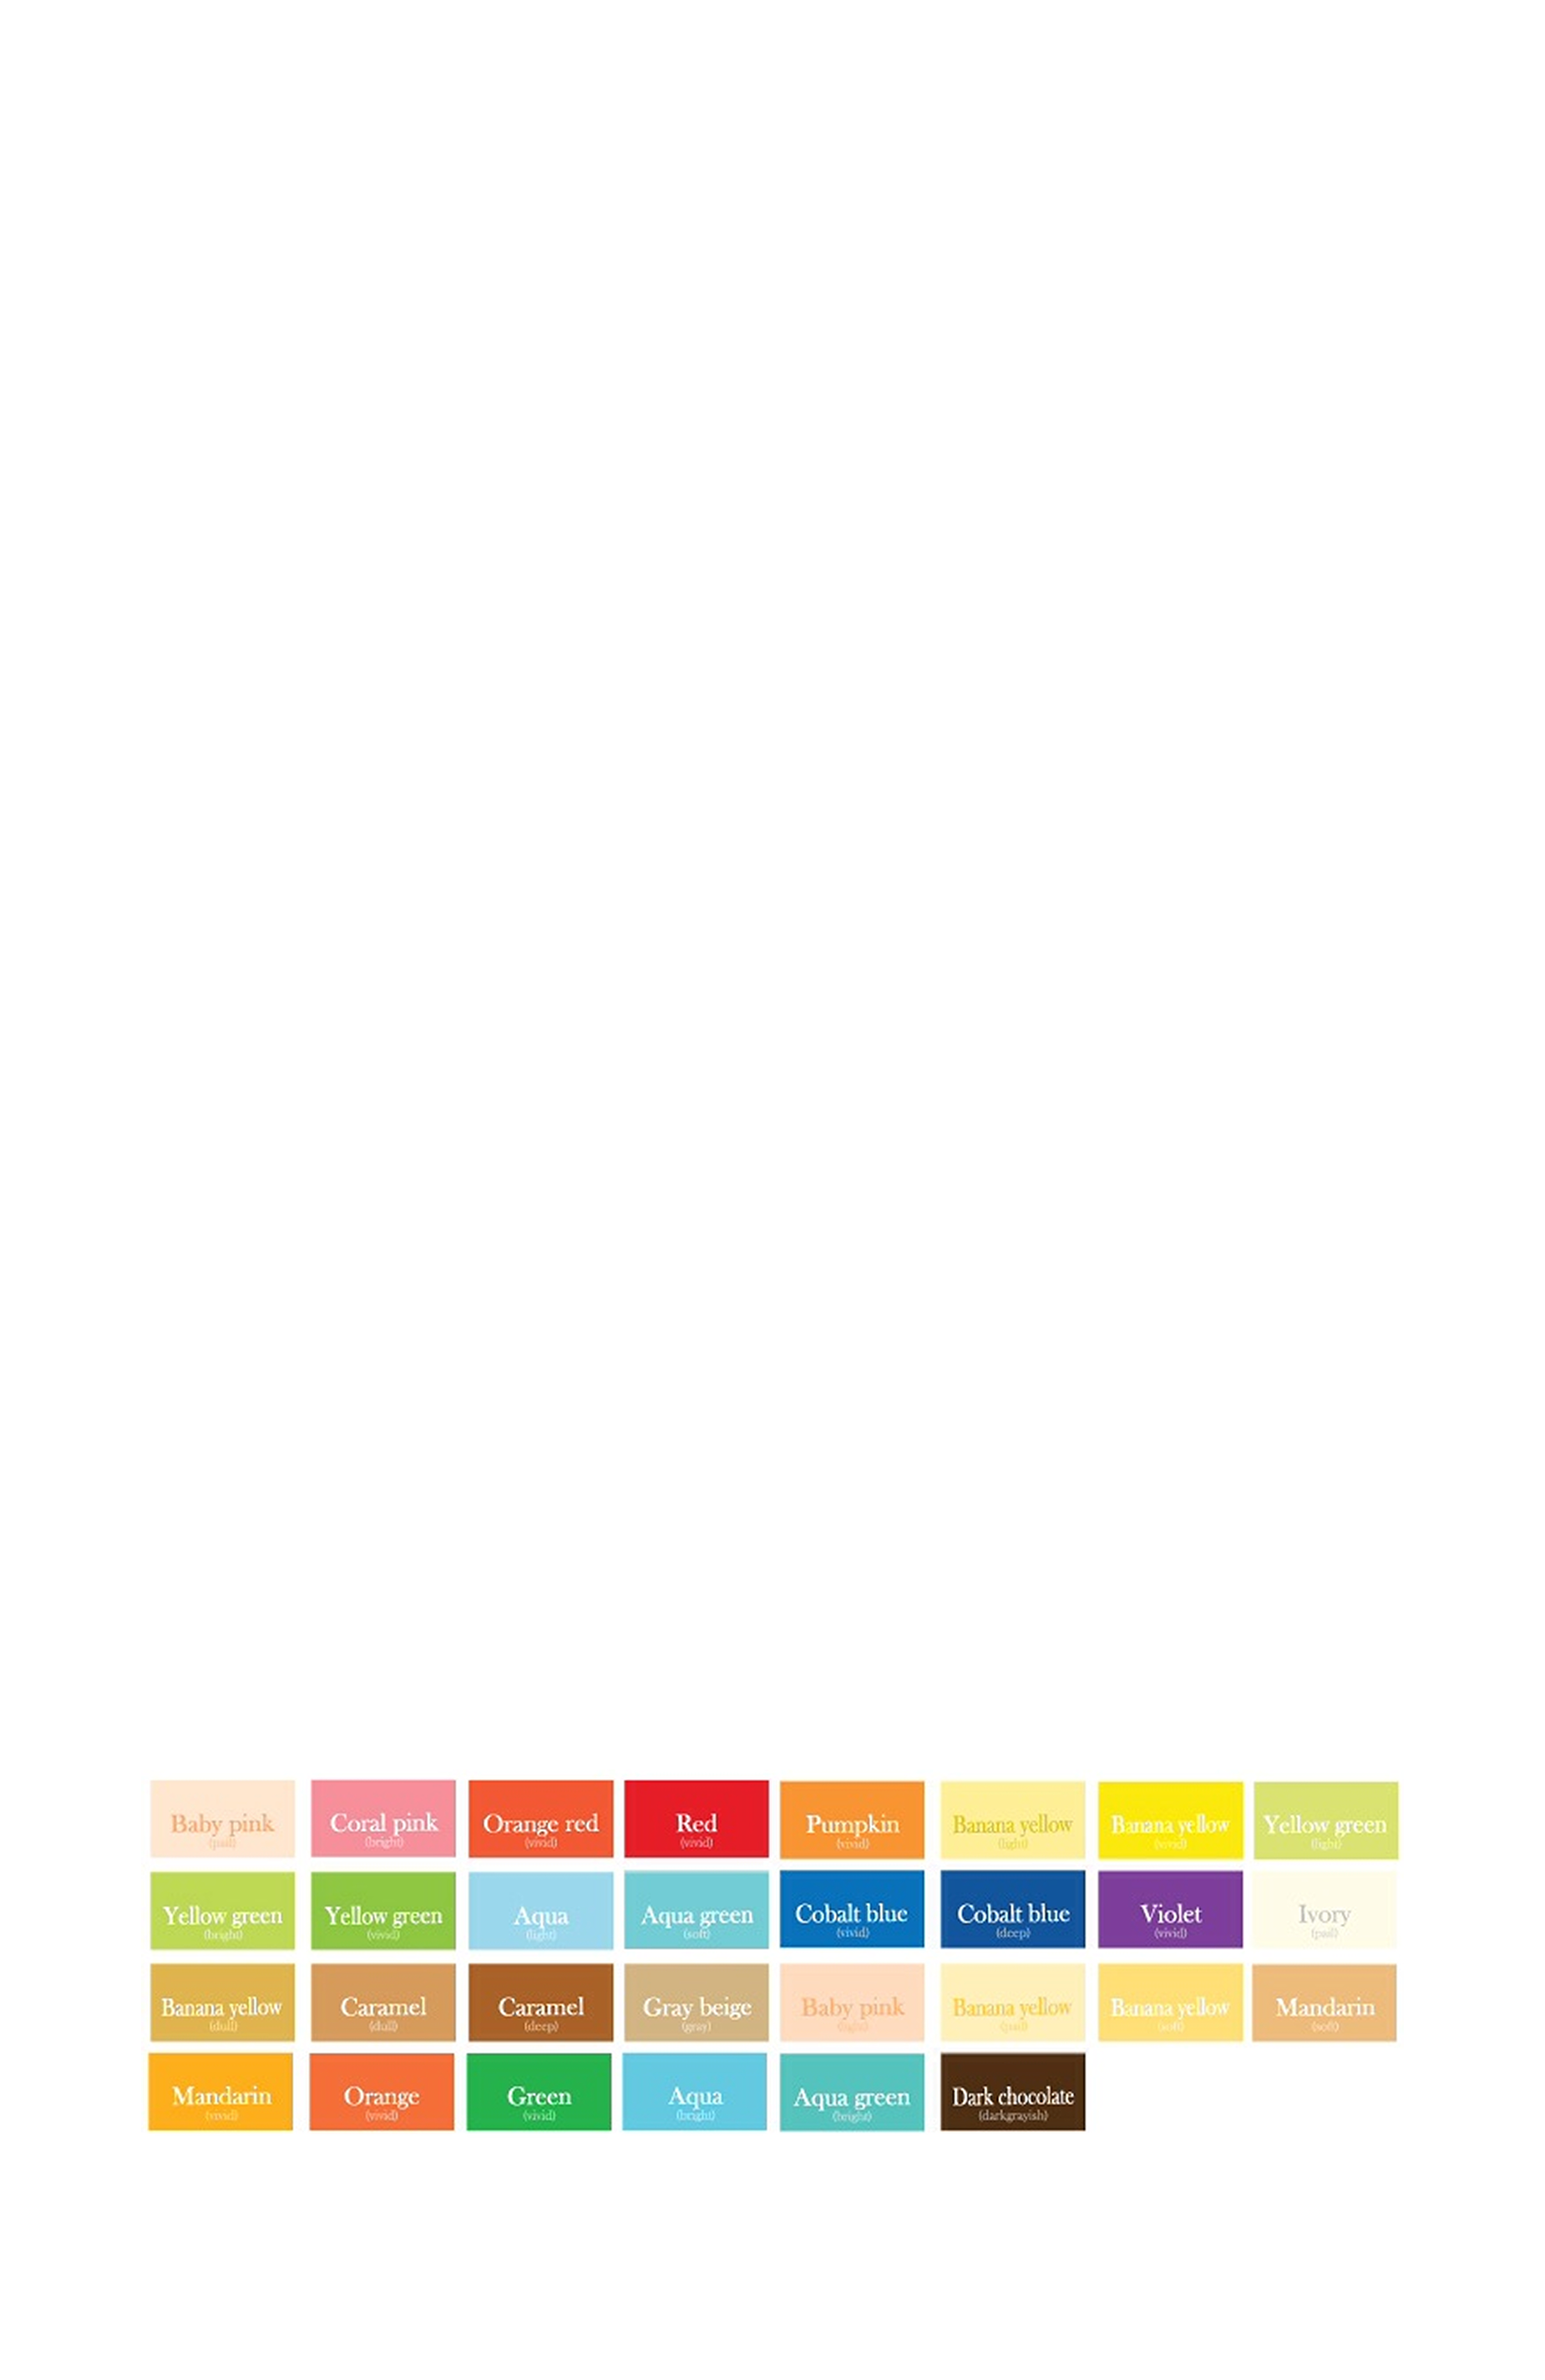 Baby pink
(pail)
Coral pink
(bright)
Orange red
(vivid)
Red
(vivid)
Pumpkin
(vivid)
Banana yellow
(light)
Banana yellow
(vivid)
Yellow green
(light)
Yellow green
(bright)
Yellow green
(vivid)
Aqua
(light)
Aqua green
(soft)
Cobalt blue
(vivid)
Cobalt blue
(deep)
Violet
(vivid)
Ivory
(pail)
Banana yellow
(dull)
Caramel
(dull)
Caramel
(deep)
Gray beige
(gray)
Baby pink
(light)
Banana yellow
(pail)
Banana yellow
(soft)
Mandarin
(soft)
Mandarin
(vivid)
Orange
(vivid)
Green
(vivid)
Aqua
(bright)
Aqua green
(bright)
Dark chocolate
(darkgrayish)